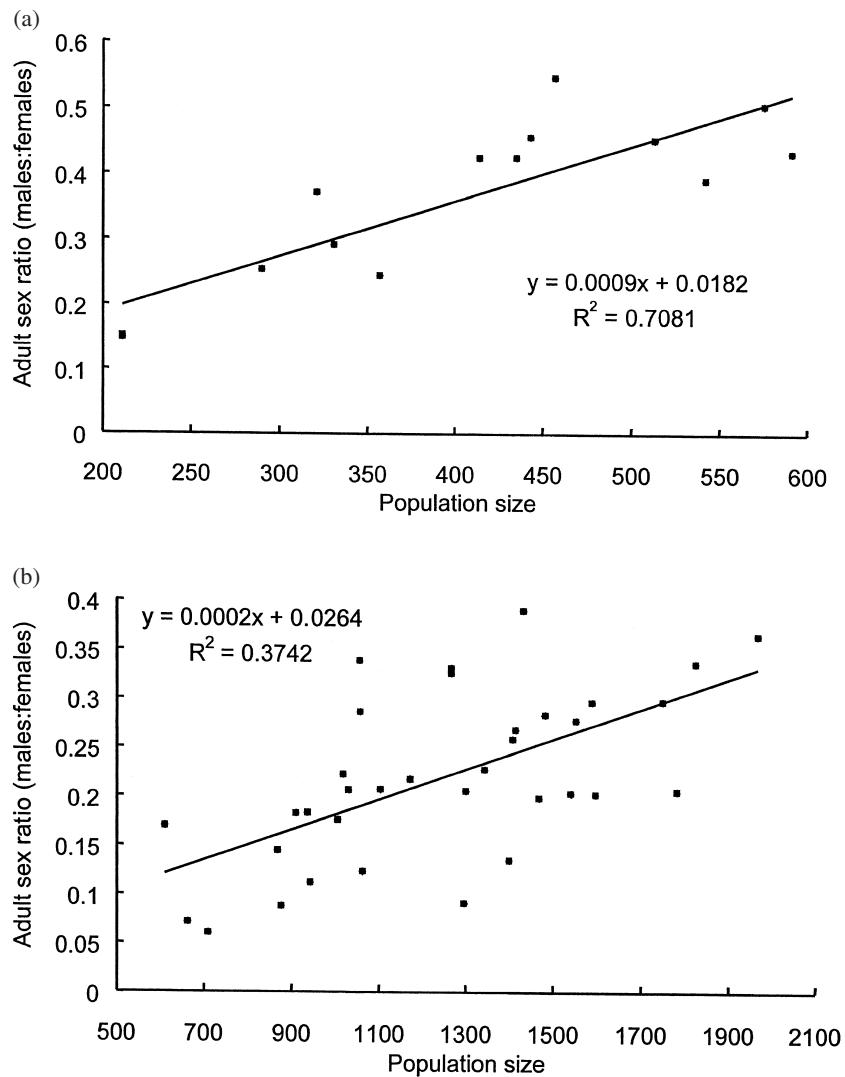 (a)
0.6
0.5
0.4
0.3
0.2
0.1
0
Adult sex ratio (males:females)
y = 0.0009x + 0.0182
R² = 0.7081
200 250 300 350 400 450 500 550 600
Population size
(b)
0.4
0.35
0.3
0.25
0.2
0.15
0.1
0.05
0
Adult sex ratio (males:females)
y = 0.0002x + 0.0264
R² = 0.3742
500 700 900 1100 1300 1500 1700 1900 2100
Population size